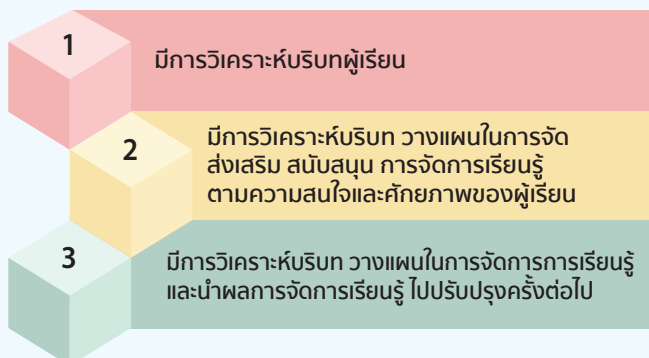 1
มีการวิเคราะห์บริบทผู้เรียน
2
มีการวิเคราะห์บริบท วางแผนในการจัด
ส่งเสริม สนับสนุน การจัดการเรียนรู้
ตามความสนใจและศักยภาพของผู้เรียน
3
มีการวิเคราะห์บริบท วางแผนในการจัดการการเรียนรู้
และนำผลการจัดการเรียนรู้ ไปปรับปรุงครั้งต่อไป